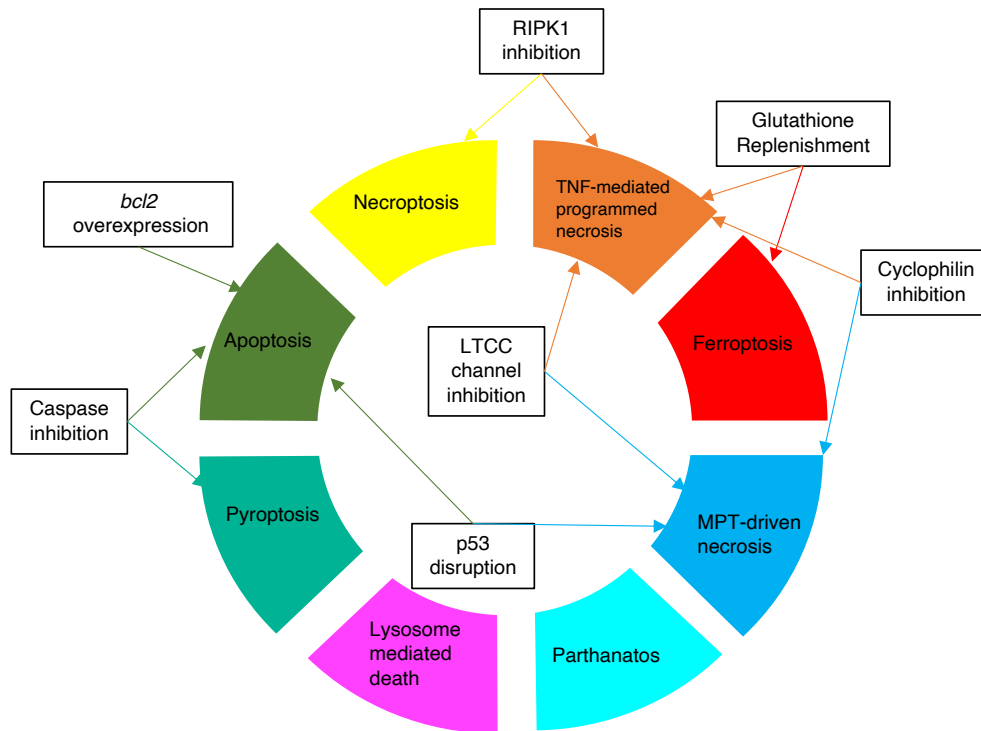 RIPK1
inhibition
Glutathione
Replenishment
TNF-mediated
programmed
necrosis
Necroptosis
bcl2
overexpression
Cyclophilin
inhibition
Apoptosis
LTCC
channel
inhibition
Ferroptosis
Caspase
inhibition
Pyroptosis
p53
disruption
MPT-driven
necrosis
Lysosome
mediated
death
Parthanatos